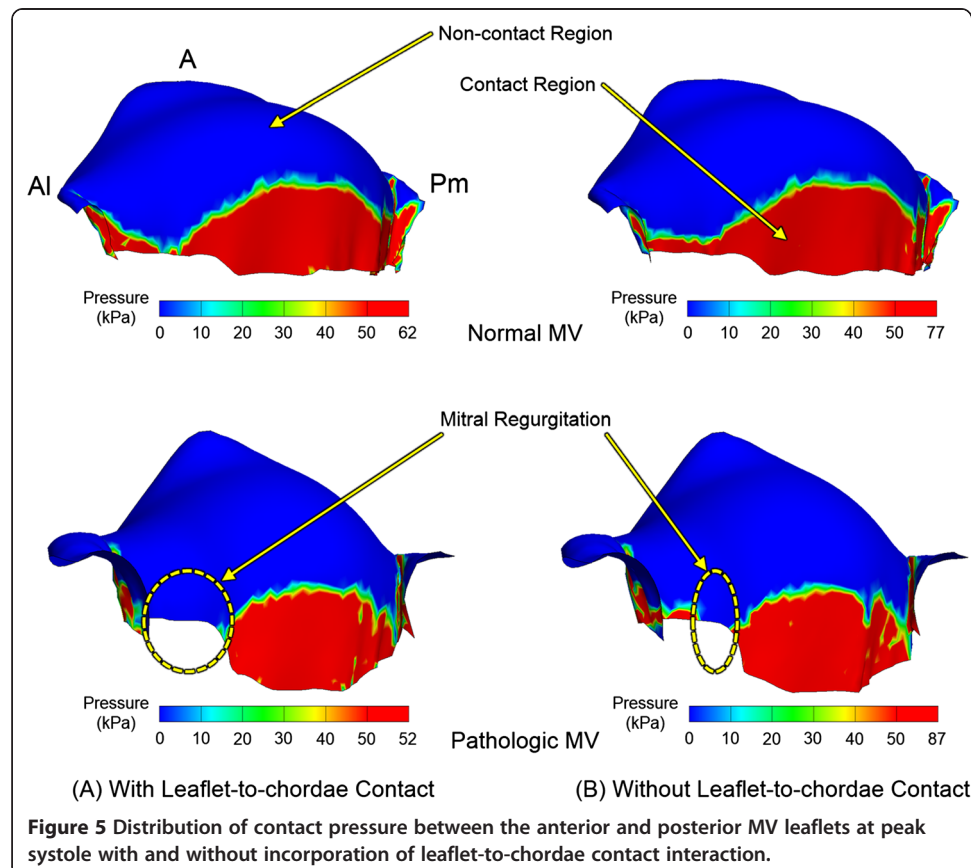 Non-contact Region
A
Contact Region
Al
Pm
Pressure
(kPa)
0 10 20 30 40 50 62
Pressure
(kPa)
0 10 20 30 40 50 77
Normal MV
Mitral Regurgitation
Pressure
(kPa)
0 10 20 30 40 50 52
Pressure
(kPa)
0 10 20 30 40 50 87
Pathologic MV
(A) With Leaflet-to-chordae Contact
(B) Without Leaflet-to-chordae Contact
Figure 5 Distribution of contact pressure between the anterior and posterior MV leaflets at peak
systole with and without incorporation of leaflet-to-chordae contact interaction.